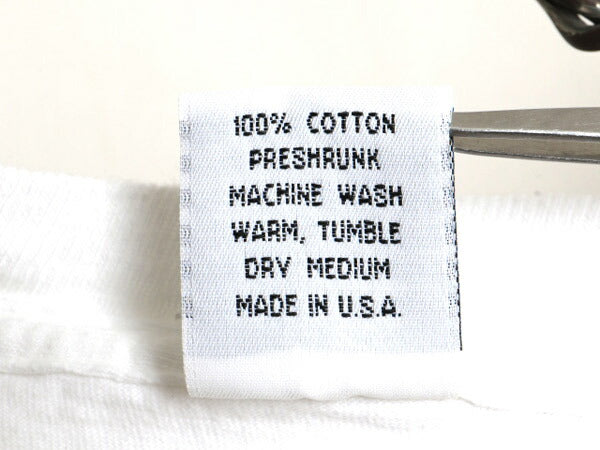 100% COTTON
PRESHRUNK
MACHINE WASH
WARM, TUMBLE
DRY MEDIUM
MADE IN U.S.A.